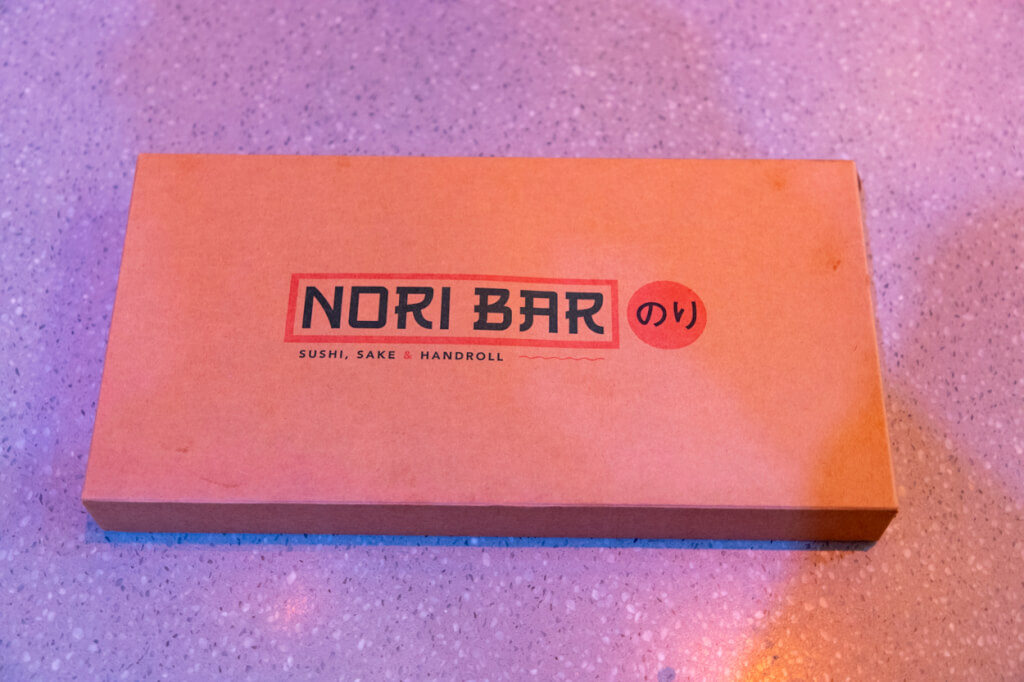 NORI BAR のり
SUSHI, SAKE & HANDROLL